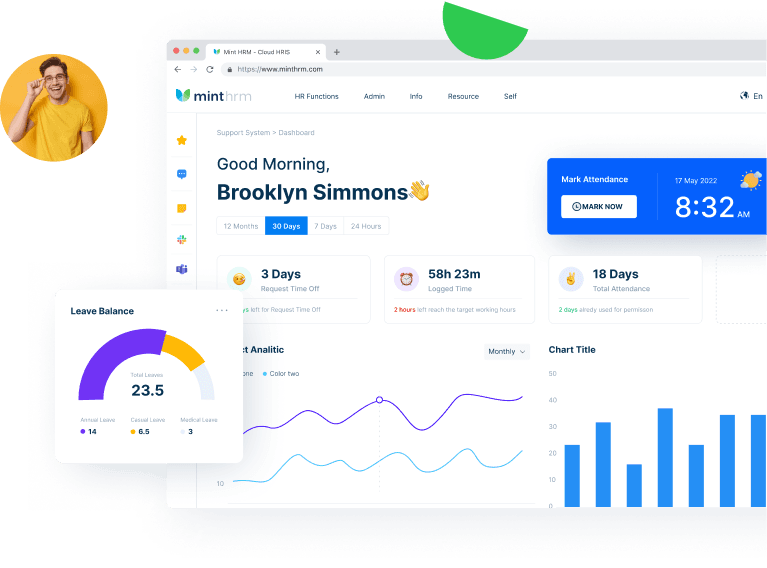 Mint HRM - Cloud HRIS
https://www.minthrm.com
minthrm
HR Functions Admin Info Resource Self
En
Support System > Dashboard
Good Morning,
Brooklyn Simmons
12 Months 30 Days 7 Days 24 Hours
Mark Attendance
MARK NOW
17 May 2022
8:32 AM
3 Days
Request Time Off
left for Request Time Off
58h 23m
Logged Time
2 hours left reach the target working hours
18 Days
Total Attendance
2 days alredy used for permisson
Leave Balance
Total Leaves
23.5
Annual Leave Casual Leave Medical Leave
14 6.5 3
Analitic
Monthly
Color two
10
Chart Title
50
40
30
20
10
0